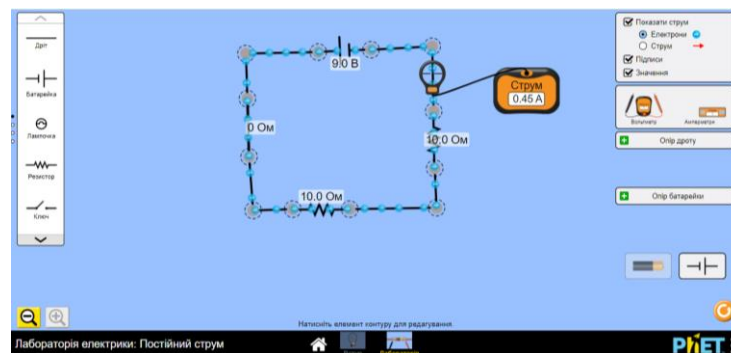 Дріт
Батарейка
Лампочка
Резистор
Ключ
9.0 В
0 Ом
10.0 Ом
10.0 Ом
Струм
0.45 А
Показати струм
Електрони
Струм
Підписи
Значення
Вольтметр
Амперметри
Опір дроту
Опір батарейки
Натисніть елемент контуру для редагування.
Лабораторія електрики: Постійний струм
Лабораторія
PhET